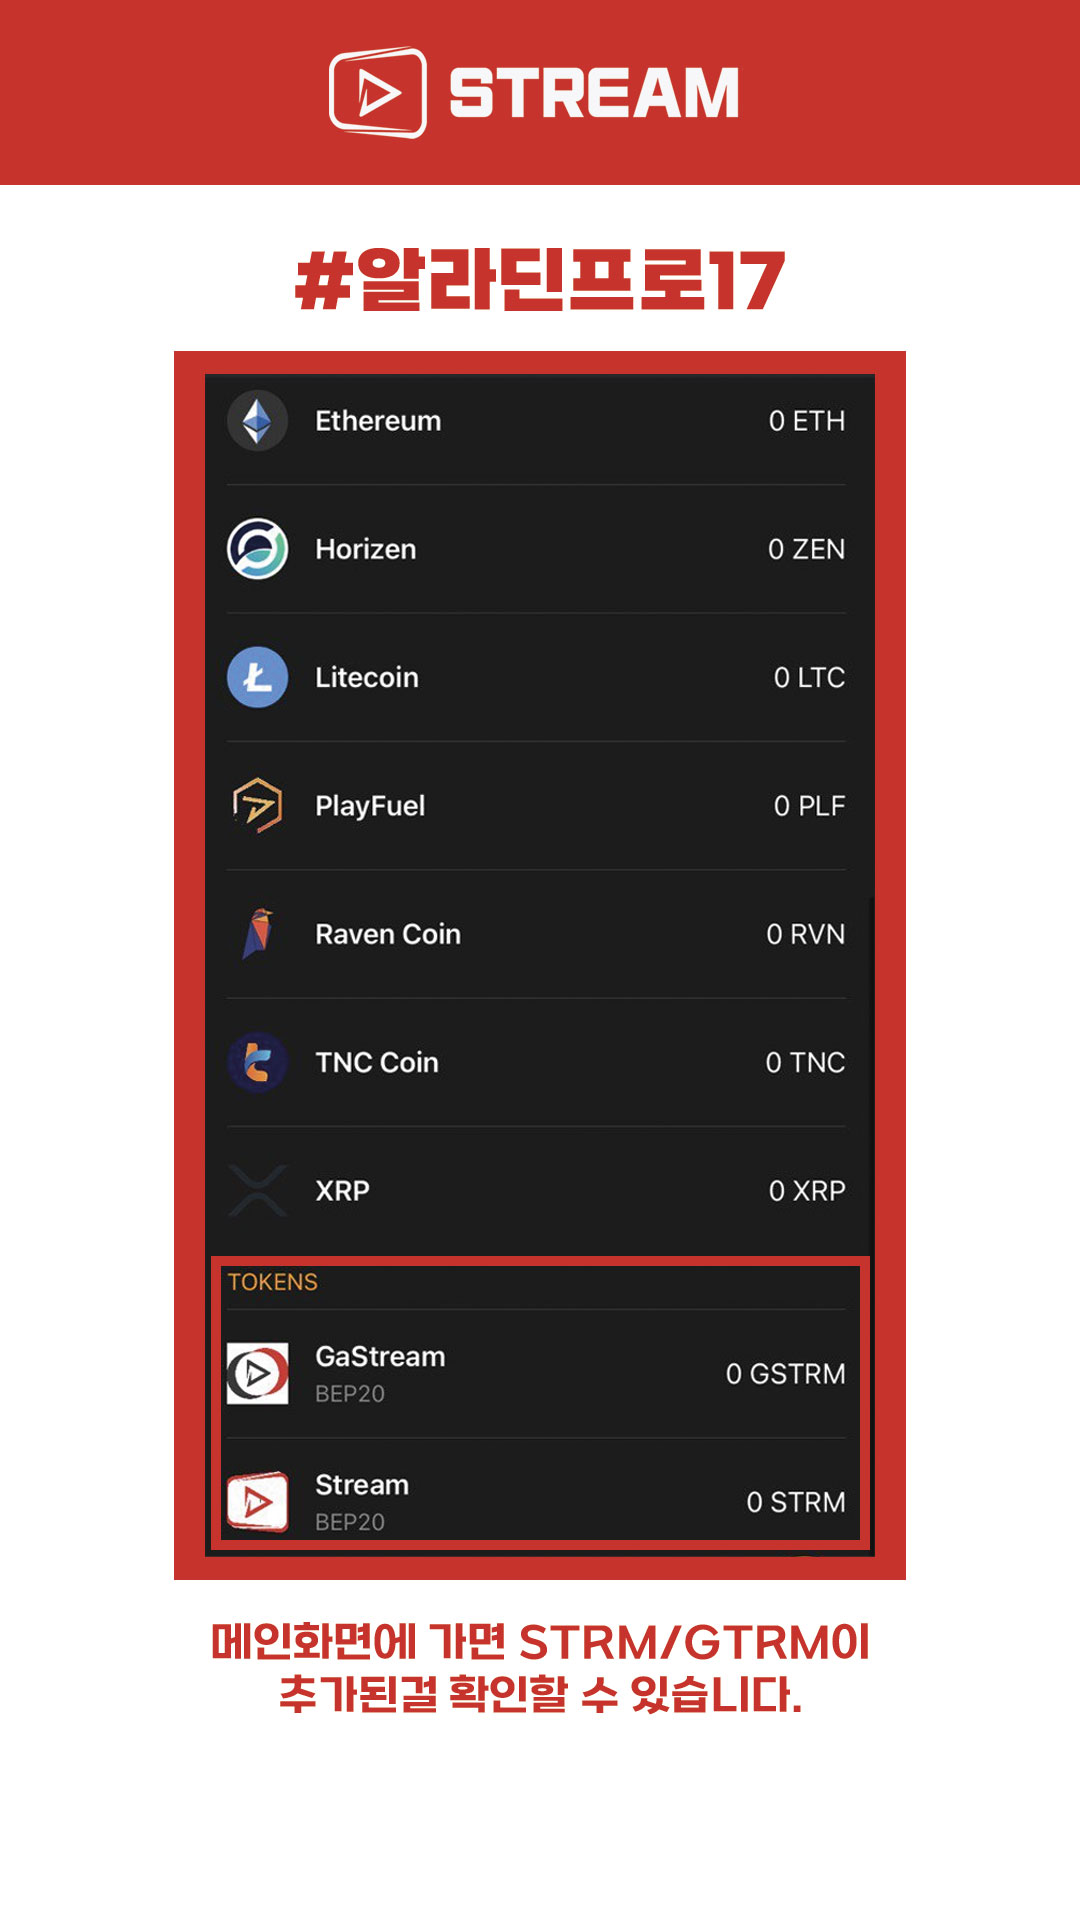 STREAM
#알라딘프로17
Ethereum 0 ETH
Horizen 0 ZEN
Litecoin 0 LTC
PlayFuel 0 PLF
Raven Coin 0 RVN
TNC Coin 0 TNC
XRP 0 XRP
TOKENS
GaStream 0 GSTRM
BEP20
Stream 0 STRM
BEP20
메인화면에 가면 STRM/GTRM이
추가된걸 확인할 수 있습니다.